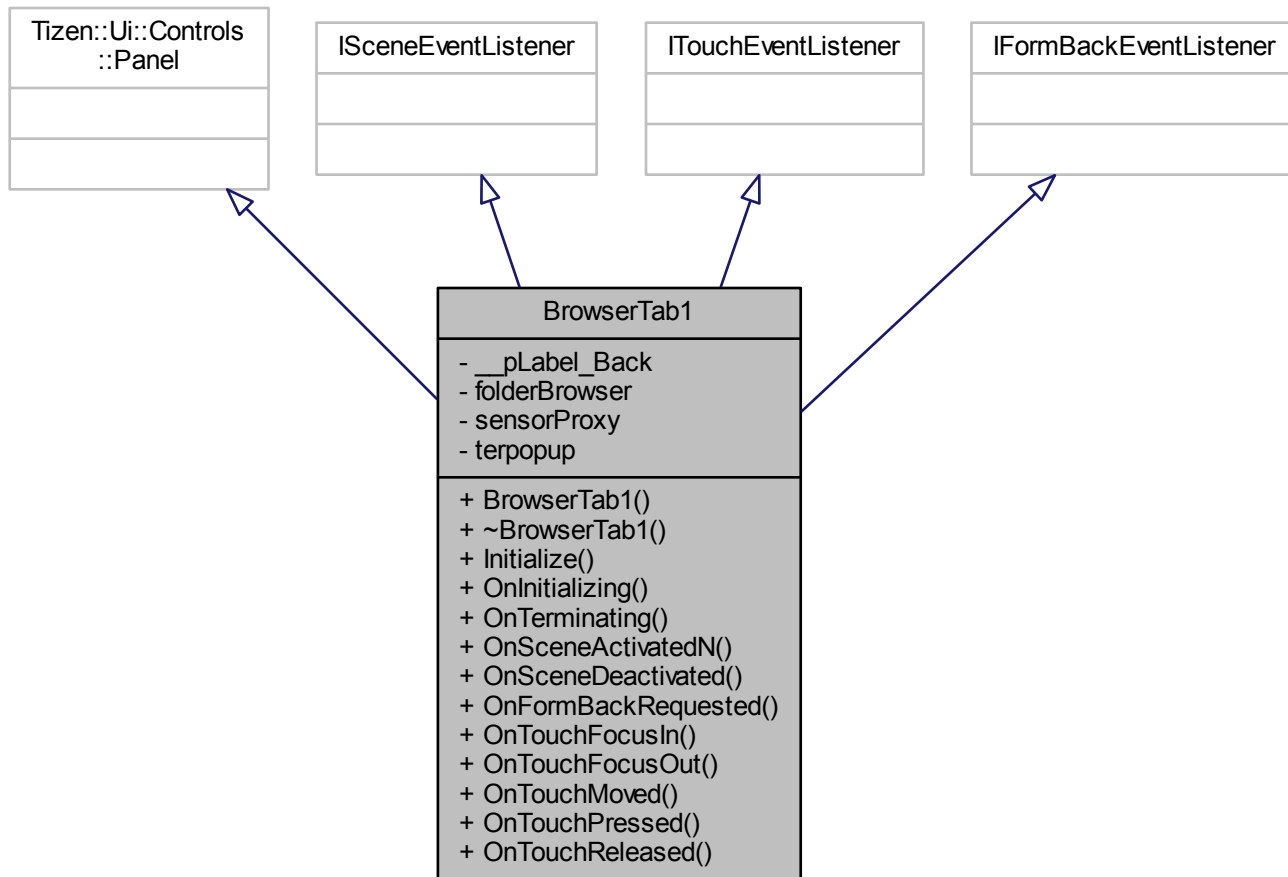 Tizen::Ui::Controls
::Panel
ISceneEventListener
ITouchEventListener
IFormBackEventListener
BrowserTab1
- __pLabel_Back
- folderBrowser
- sensorProxy
- terpopup
+ BrowserTab1()
+ ~BrowserTab1()
+ Initialize()
+ OnInitializing()
+ OnTerminating()
+ OnSceneActivatedN()
+ OnSceneDeactivated()
+ OnFormBackRequested()
+ OnTouchFocusIn()
+ OnTouchFocusOut()
+ OnTouchMoved()
+ OnTouchPressed()
+ OnTouchReleased()